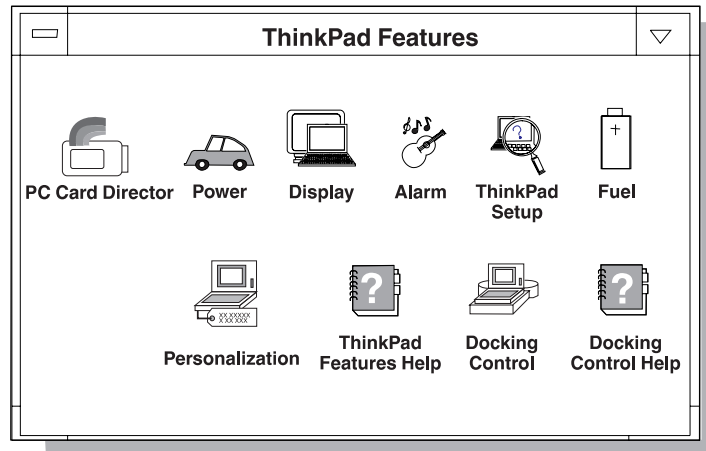 ThinkPad Features
PC Card Director Power Display Alarm ThinkPad Setup Fuel
?
+
XX XXXXX
X XX XXX
Personalization
?
ThinkPad
Features Help
Docking
Control
?
Docking
Control Help